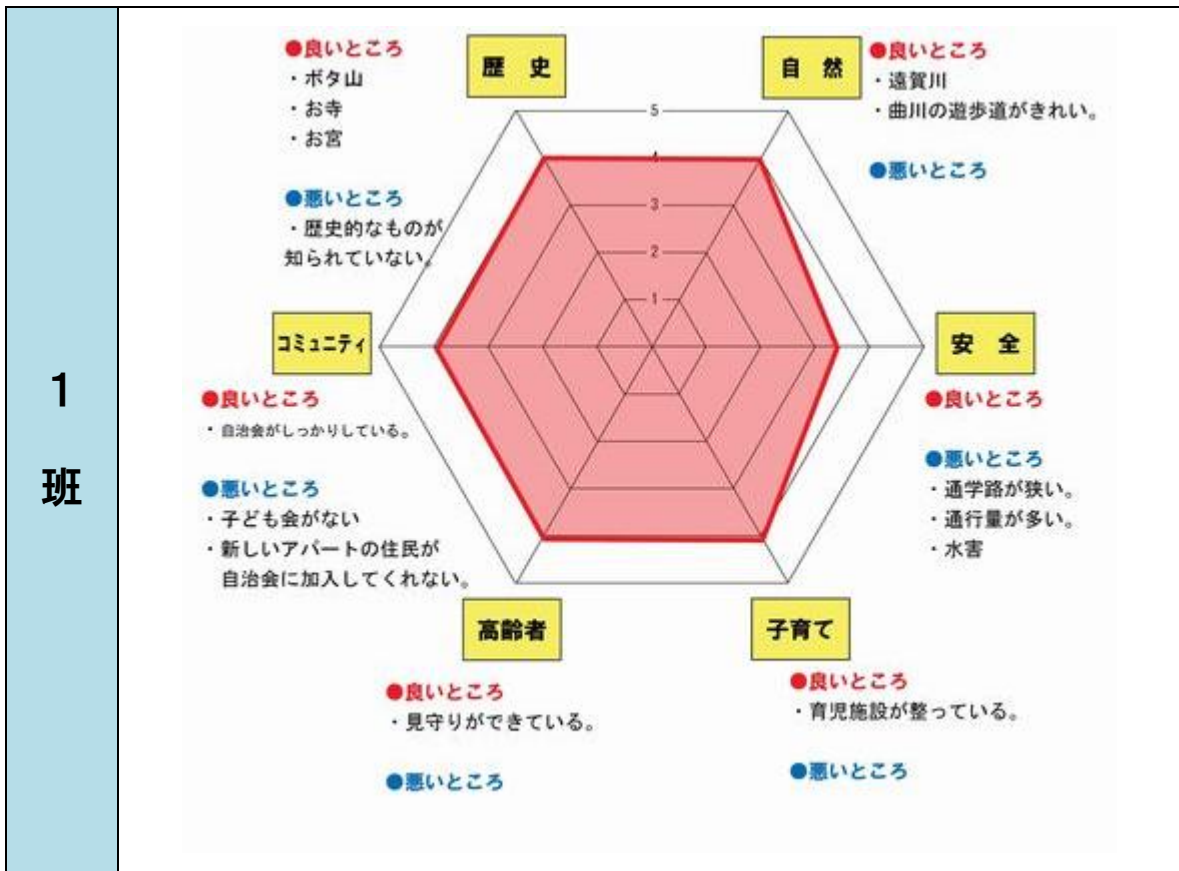 1
班
歴 史
●良いところ
・ボタ山
・お寺
・お宮
●悪いところ
・歴史的なものが
知られていない。
自 然
●良いところ
・遠賀川
・曲川の遊歩道がきれい。
●悪いところ
5
4
3
2
1
コミュニティ
●良いところ
・自治会がしっかりしている。
●悪いところ
・子ども会がない
・新しいアパートの住民が
自治会に加入してくれない。
安 全
●良いところ
●悪いところ
・通学路が狭い。
・通行量が多い。
・水害
高齢者
●良いところ
・見守りができている。
●悪いところ
子育て
●良いところ
・育児施設が整っている。
●悪いところ